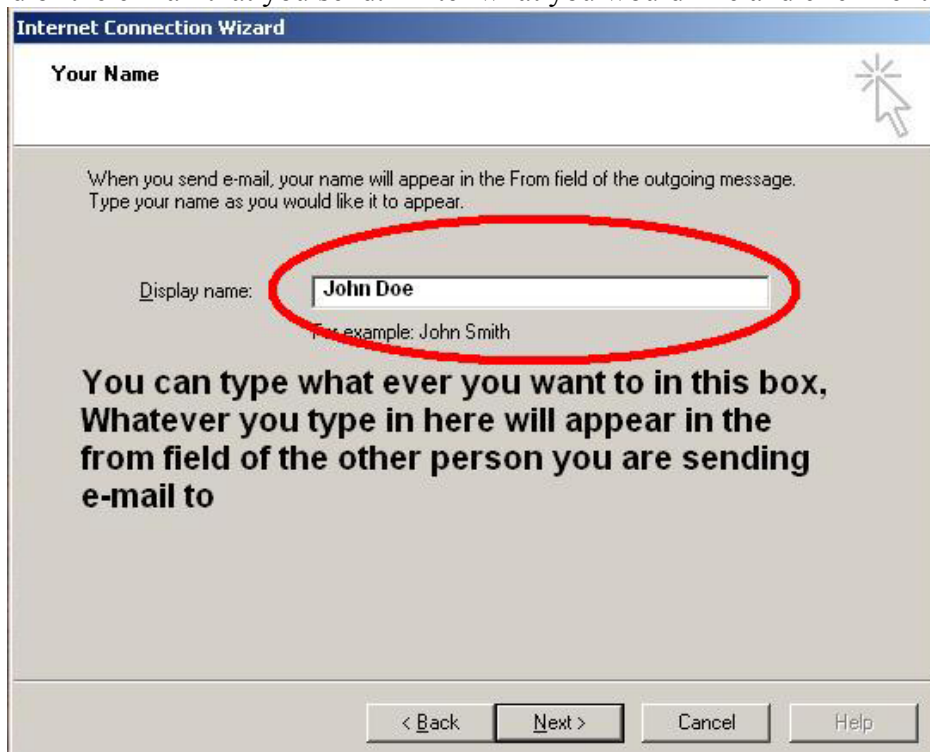 Internet Connection Wizard
Your Name
When you send e-mail, your name will appear in the From field of the outgoing message.
Type your name as you would like it to appear.
Display name:
John Doe
For example: John Smith
You can type what ever you want to in this box,
Whatever you type in here will appear in the
from field of the other person you are sending
e-mail to
< Back
Next >
Cancel
Help